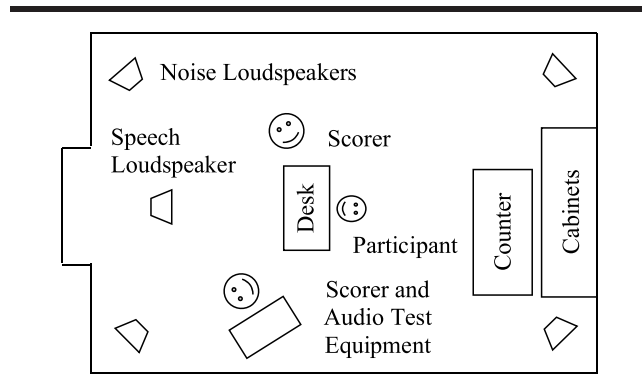 Noise Loudspeakers
Speech
Loudspeaker
Scorer
Desk
Participant
Counter
Cabinets
Scorer and
Audio Test
Equipment